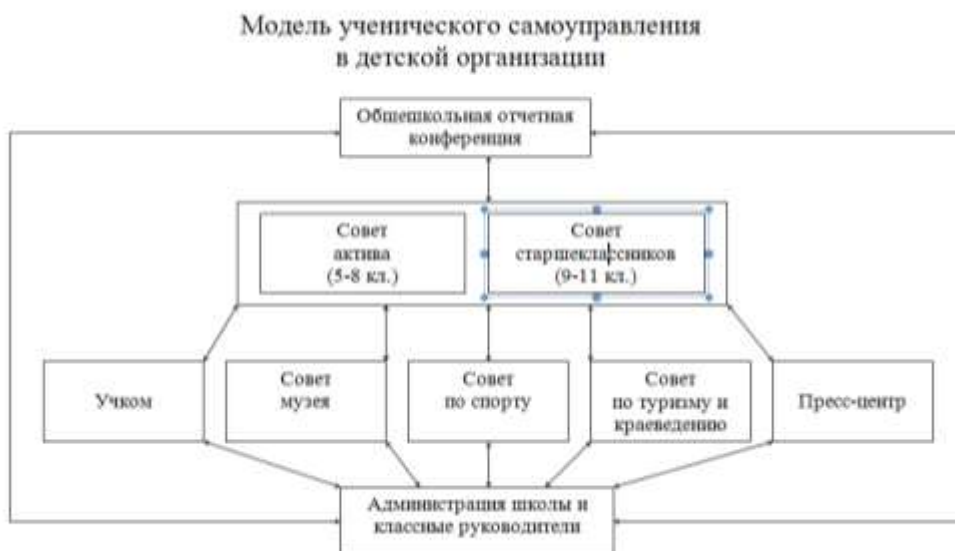 Модель ученического самоуправления
в детской организации
Общешкольная отчетная
конференция
Совет
актива
(5-8 кл.)
Совет
старшеклассников
(9-11 кл.)
Учком
Совет
музея
Совет
по спорту
Совет
по туризму и
краеведению
Пресс-центр
Администрация школы и
классные руководители